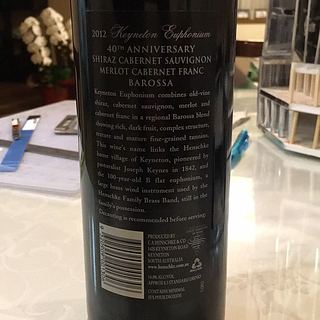 2012 Keyneton Euphonium
40TH ANNIVERSARY
SHIRAZ CABERNET SAUVIGNON
MERLOT CABERNET FRANC
BAROSSA
Keyneton Euphonium combines old-vine
shiraz, cabernet sauvignon, merlot and
cabernet franc in a regional Barossa blend
showing rich, dark fruit, complex structure,
and mature fine-grained tannins.
This wine's name links the Henschke
home village of Keyneton, pioneered by
pastoralist Joseph Keynes in 1842, and
the 100-year-old B flat euphonium, a
large brass wind instrument used by the
Henschke Family Brass Band, still in the
family's possession.
Decanting is recommended before serving.
PRODUCED BY
C.A. HENSCHKE & CO
1428 KEYNETON ROAD
KEYNETON
SOUTH AUSTRALIA
www.henschke.com.au
ALC/VOL
APPROX STANDARD DRINKS